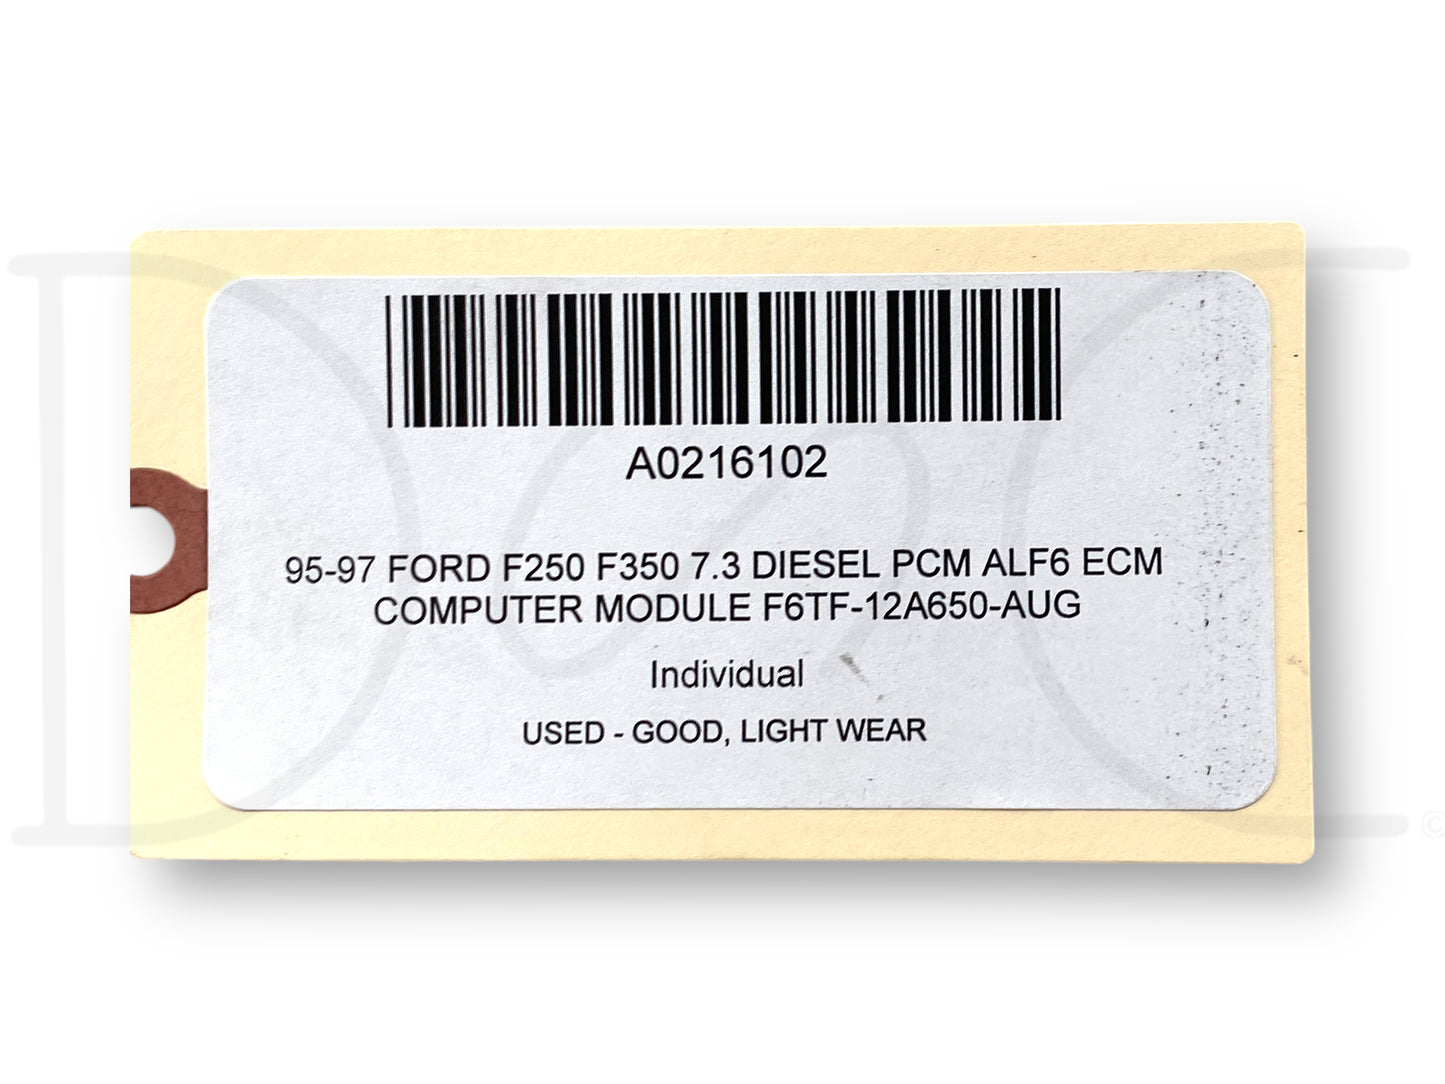 A0216102
95-97 FORD F250 F350 7.3 DIESEL PCM ALF6 ECM
COMPUTER MODULE F6TF-12A650-AUG
Individual
USED - GOOD, LIGHT WEAR